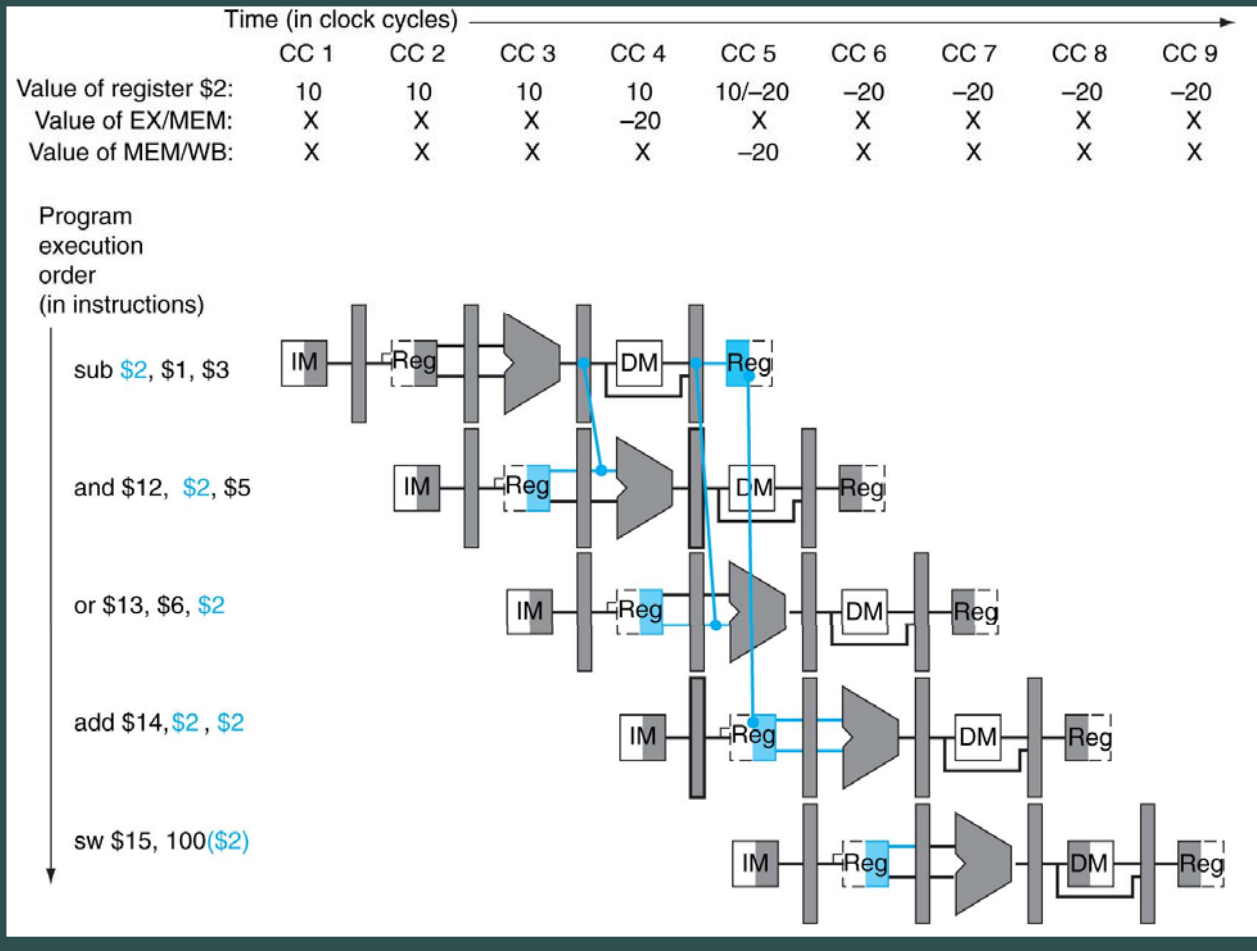 Time (in clock cycles)
CC 1 CC 2 CC 3 CC 4 CC 5 CC 6 CC 7 CC 8 CC 9
Value of register $2: 10 10 10 10 10/–20 –20 –20 –20 –20
Value of EX/MEM: X X X –20 X X X X X
Value of MEM/WB: X X X X –20 X X X X
Program
execution
order
(in instructions)
sub $2, $1, $3 IM Reg DM Reg
and $12, $2, $5 IM Reg DM Reg
or $13, $6, $2 IM Reg DM Reg
add $14,$2 , $2 IM Reg DM Reg
sw $15, 100($2) IM Reg DM Reg